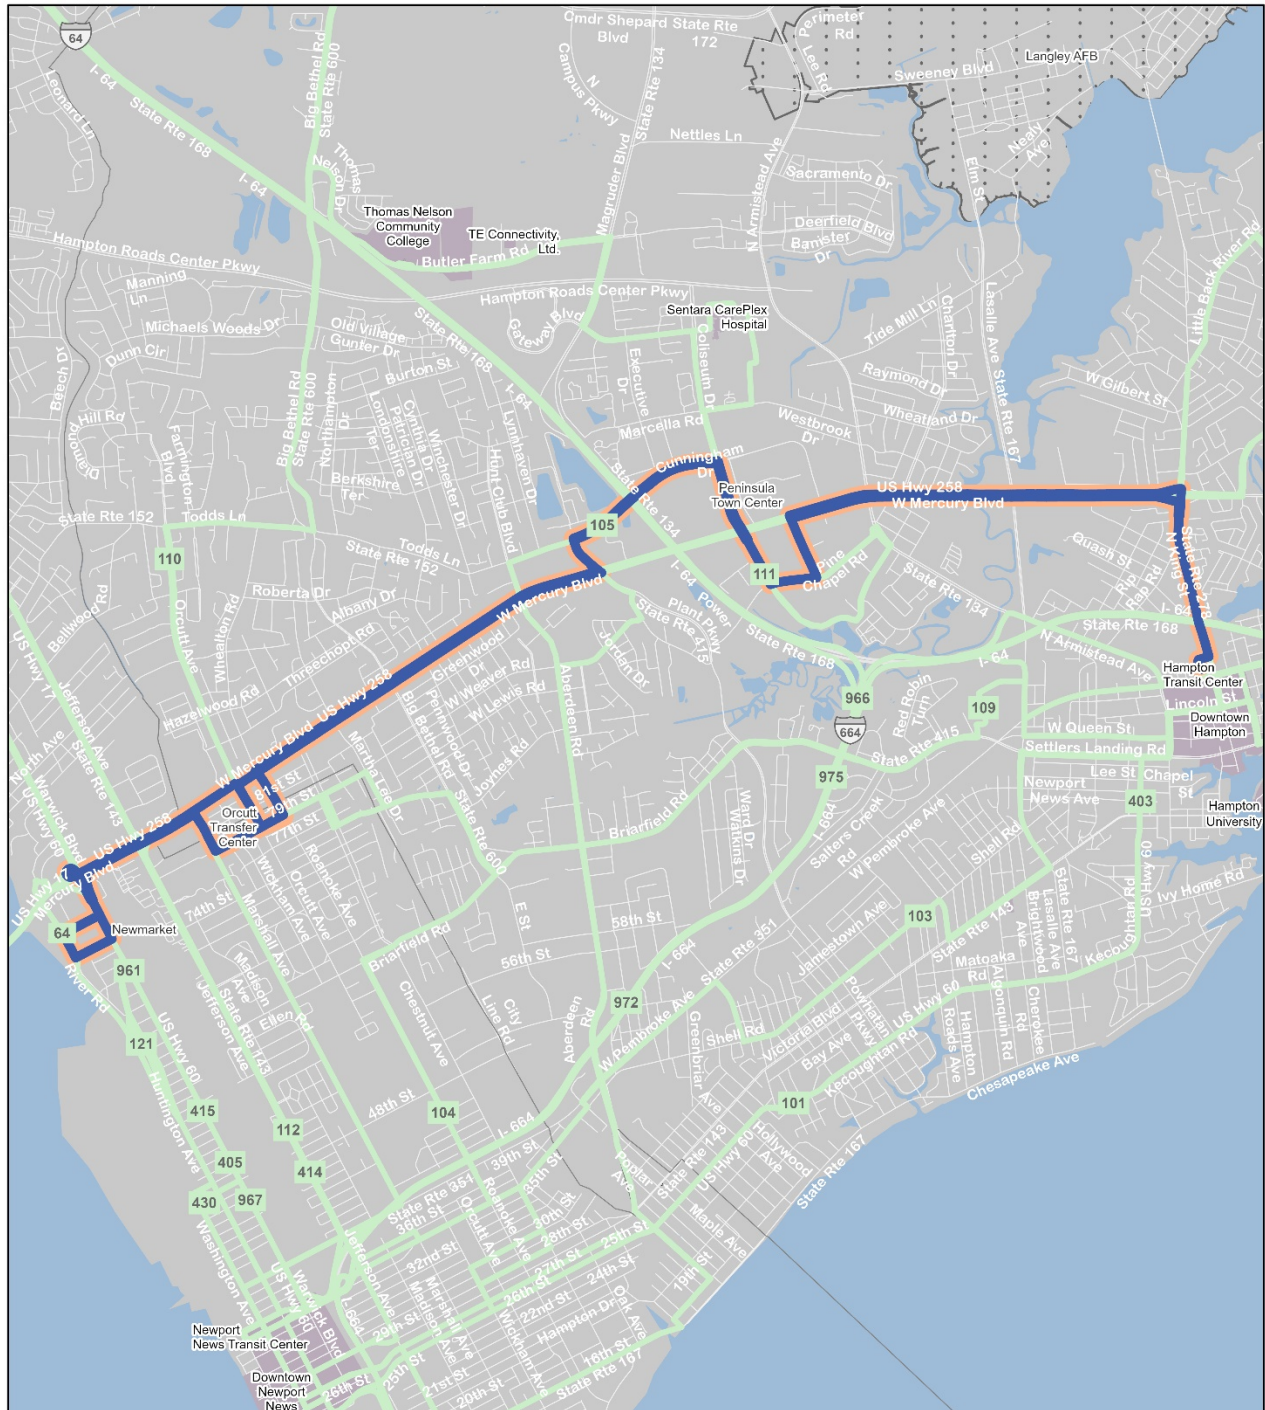 Cmdr Shepard State Rte
Blvd
172
Perimeter
Rd
64
I- 64
Big Bethel Rd
State Rte 600
N
Campus Pkwy
State Rte 134
Lee Rd
Langley AFB
Sweeney Blvd
Leonard Ln
State Rte 168
Nettles Ln
Nealy
Ave
Thomas
Nelson Dr
I- 64
Magruder Blvd
N Armistead Ave
Sacramento Dr
Elm St
Thomas Nelson
Community
College
TE Connectivity,
Ltd.
Deerfield Blvd
Banister
Dr
Butler Farm Rd
Little Back River Rd
Hampton Roads Center Pkwy
Manning
Ln
Hampton Roads Center Pkwy
Sentara CarePlex
Hospital
Lasalle Ave
State Rte 167
Michaels Woods Dr
Old Village
Gunter Dr
State Rte 168
Gateway Blvd
Coliseum Dr
Tide Mill Ln
Charlton Dr
Dunn Cir
Burton St
Executive
Dr
I- 64
Beech Dr
Big Bethel Rd
State Rte 600
Northampton
Dr
Londonshire
Ter
Patrician Dr
Cynthia Dr
Winchester Dr
Lynnhaven Dr
Hunt Club Blvd
Raymond Dr
W Gilbert St
Wheatland Dr
Hill Rd
Diamond
Farmington
Blvd
Marcella Rd
Westbrook
Dr
Berkshire
Ter
Cunningham
Dr
State Rte 134
Peninsula
Town Center
US Hwy 258
W Mercury Blvd
State Rte 152
Todds Ln
105
Todds Ln
State Rte 152
110
111
Pine
Chapel Rd
Quash St
Rip
Rap Rd
N King St
State Rte 278
Bellwood Rd
Roberta Dr
Albany Dr
W Mercury Blvd
I- 64
State Rte 134
I- 64
State Rte 168
US Hwy 17
Orcutt Ave
Wheatton Rd
Threechopt Rd
Greenwood
Dr
State Rte 415
Plant
Pkwy
Power
State Rte 168
I- 64
N Armistead Ave
Jefferson Ave
State Rte 143
Hazelwood Rd
US Hwy 258
W Weaver Rd
W Lewis Rd
Jordan Dr
Aberdeen Rd
966
Red Robin
Turn
109
Hampton
Transit Center
Lincoln St
Downtown
Hampton
664
W Queen St
Settlers Landing Rd
State Rte 415
North Ave
Warwick Blvd
US Hwy 60
W Mercury Blvd
Martha Lee Dr
Big Bethel Rd
Pennwood Dr
Joynes Rd
State Rte 600
975
I- 664
Lee St
Chapel
St
Newport
News Ave
403
Hampton
University
81st St
79th St
77th St
Orcutt
Transfer
Center
Briarfield Rd
Ward Dr
Watkins Dr
Salters Creek
Rd
W Pembroke Ave
Shell Rd
US Hwy 258
US Hwy 17
Mercury Blvd
Wickham Ave
Roanoke Ave
Orcutt Ave
Ivy Home Rd
74th St
Marshall Ave
E St
58th St
Jamestown Ave
103
State Rte 143
State Rte 167
Lasalle Ave
Brightwood
Ave
Kecoughtan Rd
US Hwy 60
64
Newmarket
Briarfield Rd
56th St
I- 664
State Rte 351
Matoaka
Rd
961
River Rd
Madison
Ave
Ellen Rd
Chestnut Ave
City
Line Rd
Aberdeen
Rd
972
W Pembroke Ave
Powhatan
Pkwy
US Hwy 60
Algonquin Rd
Cherokee
Rd
Hampton
Roads Ave
US Hwy 60
Jefferson Ave
State Rte 143
121
Greenbriar
Ave
Shell Rd
Victoria Blvd
Bay Ave
Kecoughtan Rd
Chesapeake Ave
Huntington Ave
415
112
48th St
104
I- 664
101
405
414
39th St
35th St
Poplar
Ave
State Rte 143
US Hwy 60
Hollywood
Ave
430
967
State Rte 351
36th St
Roanoke Ave
Orcutt Ave
30th St
28th St
25th St
State Rte 167
Washington Ave
Jefferson Ave
32nd St
27th St
26th St
24th St
Maple Ave
19th St
US Hwy 60
Warwick Blvd
I- 664
29th St
Marshall Ave
Madison Ave
22nd St
Hampton Dr
Oak
Ave
Newport
News Transit Center
Wickham Ave
16th St
State Rte 167
Downtown
Newport
News
26th St
25th St
21st St
20th St